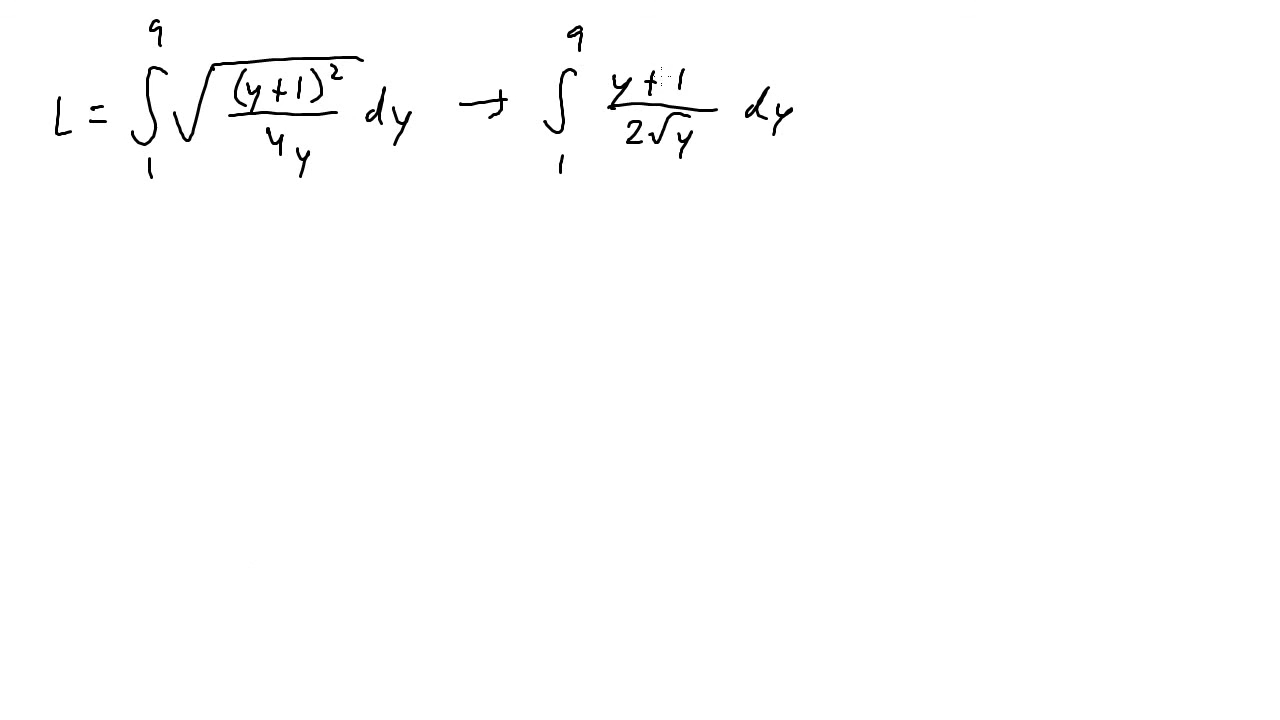 L = ∫₁⁹ √((y+1)²/4y) dy → ∫₁⁹ (y+1)/(2√y) dy